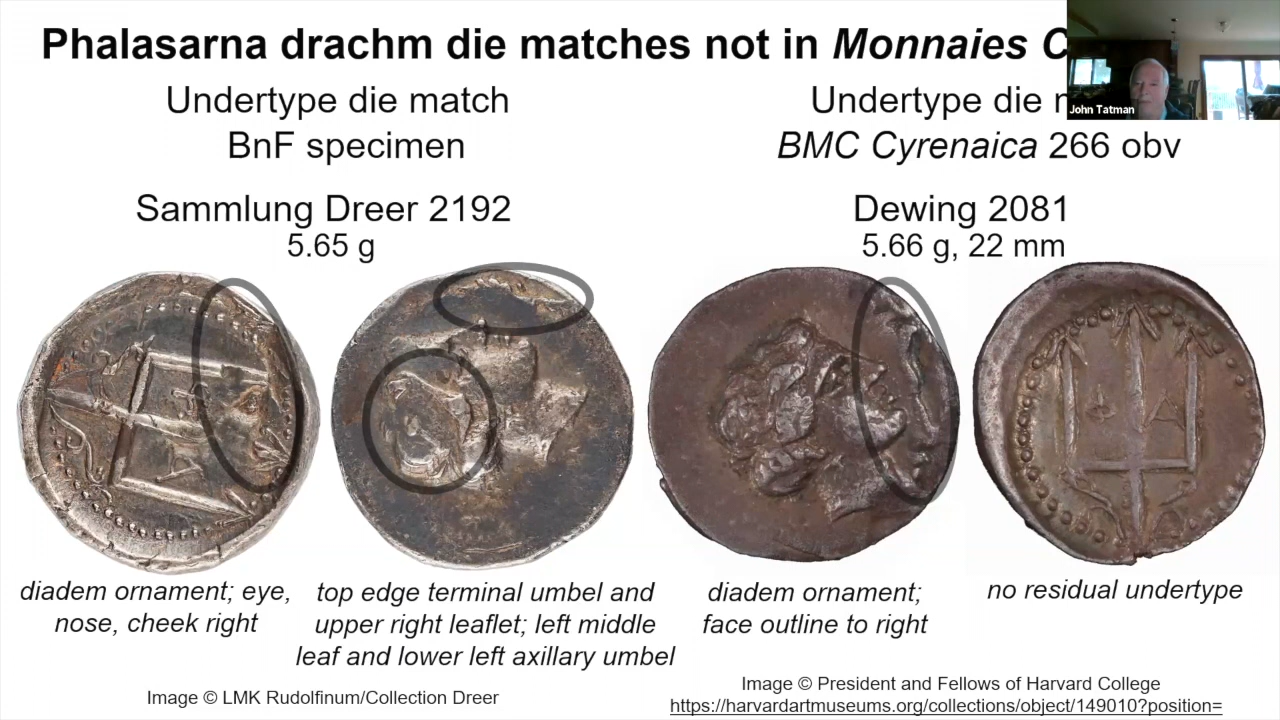 Phalasarna drachm die matches not in Monnaies C
John Tatman
Undertype die match
BnF specimen
Undertype die
BMC Cyrenaica 266 obv
Sammlung Dreer 2192
5.65 g
Dewing 2081
5.66 g, 22 mm
diadem ornament; eye,
nose, cheek right
top edge terminal umbel and
upper right leaflet; left middle
leaf and lower left axillary umbel
diadem ornament;
face outline to right
no residual undertype
Image © LMK Rudolfinum/Collection Dreer
Image © President and Fellows of Harvard College
https://harvardartmuseums.org/collections/object/149010?position=